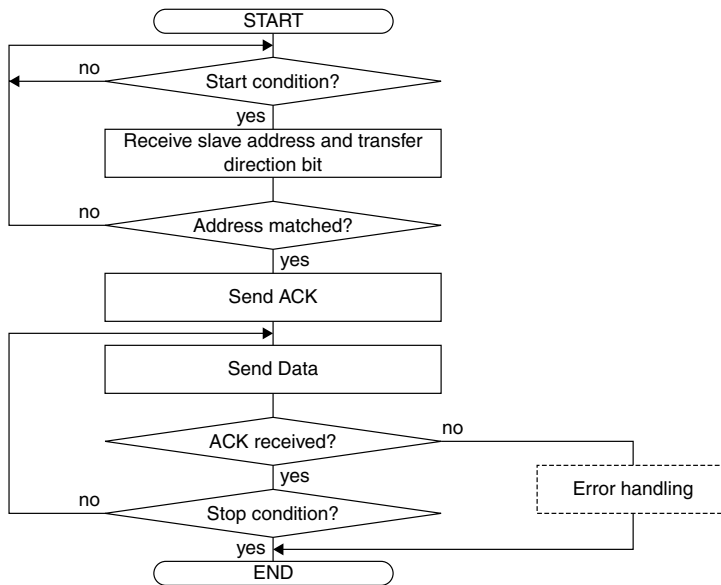 START
no
Start condition?
yes
Receive slave address and transfer
direction bit
no
Address matched?
yes
Send ACK
Send Data
ACK received?
no
yes
Error handling
no
Stop condition?
yes
END